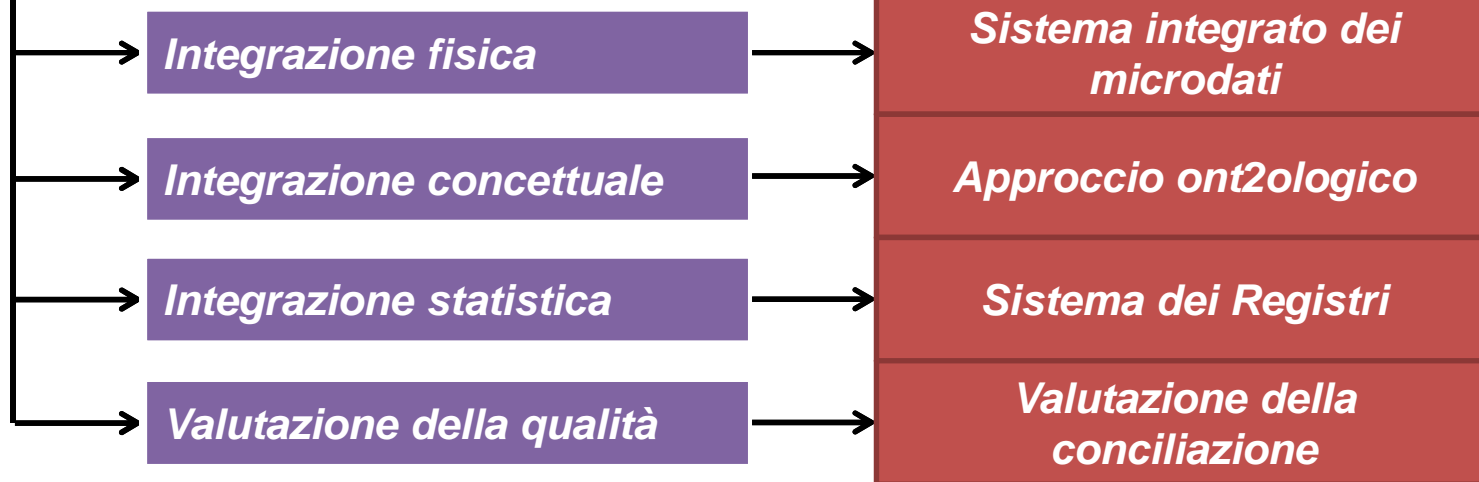 Integrazione fisica
Sistema integrato dei
microdati
Integrazione concettuale
Approccio ont2ologico
Integrazione statistica
Sistema dei Registri
Valutazione della qualità
Valutazione della
conciliazione